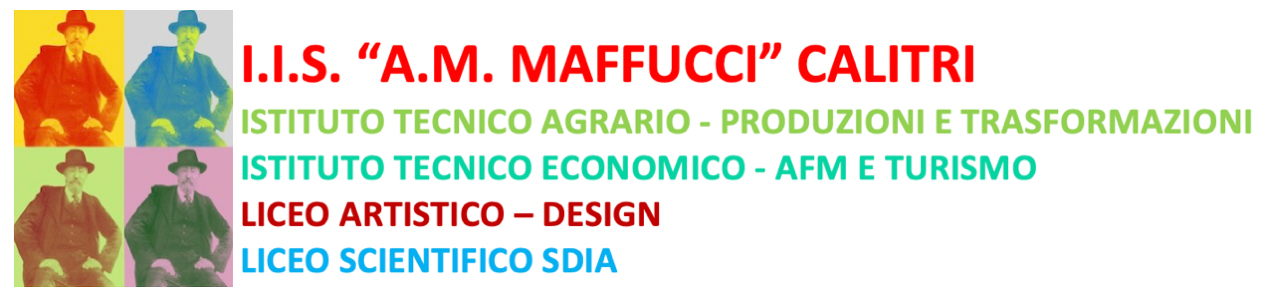 I.I.S. “A.M. MAFFUCCI” CALITRI
ISTITUTO TECNICO AGRARIO - PRODUZIONI E TRASFORMAZIONI
ISTITUTO TECNICO ECONOMICO - AFM E TURISMO
LICEO ARTISTICO – DESIGN
LICEO SCIENTIFICO SDIA